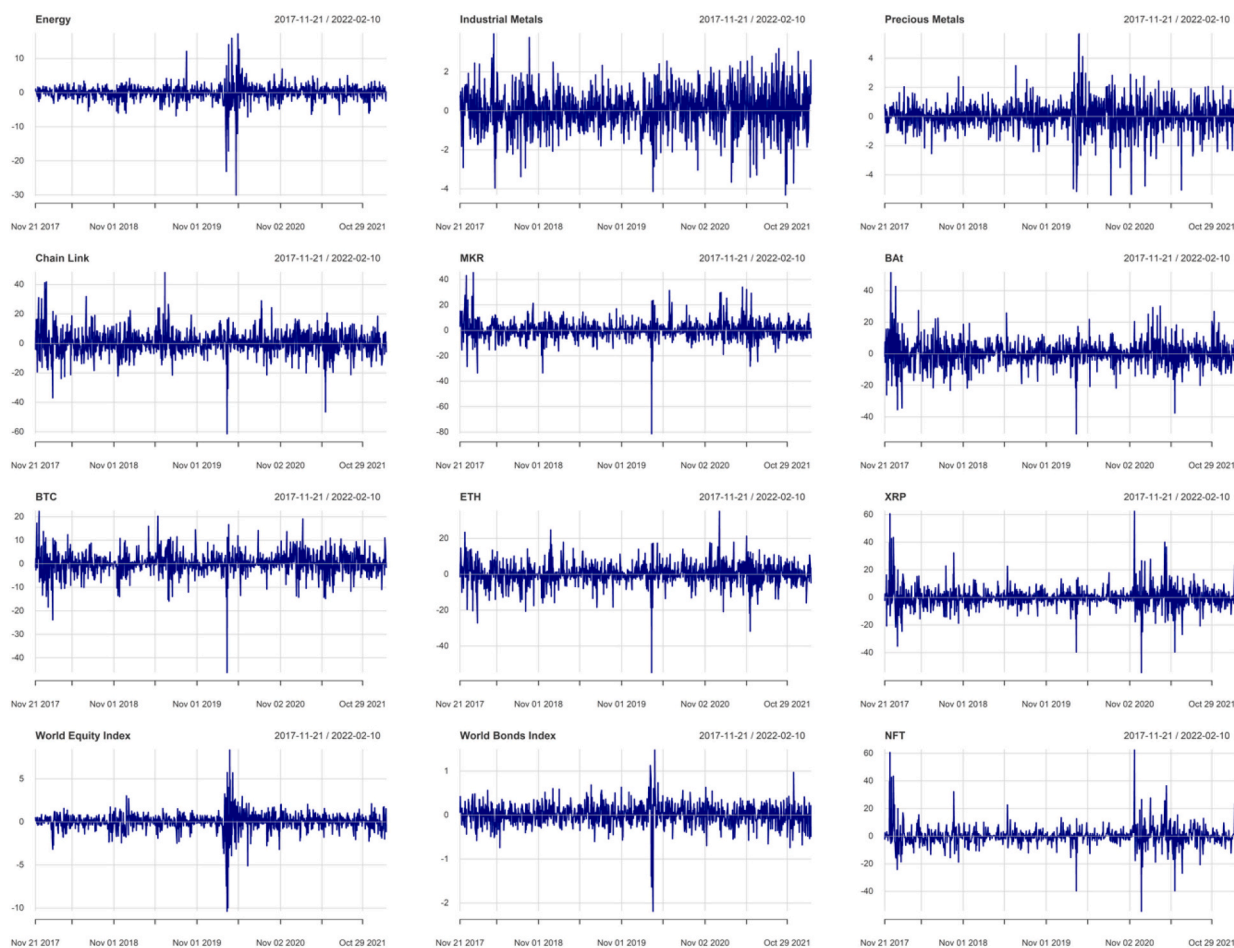 Energy 2017-11-21 / 2022-02-10
10
0
-10
-20
-30
Nov 21 2017 Nov 01 2018 Nov 01 2019 Nov 02 2020 Oct 29 2021
Industrial Metals 2017-11-21 / 2022-02-10
2
0
-2
-4
Nov 21 2017 Nov 01 2018 Nov 01 2019 Nov 02 2020 Oct 29 2021
Precious Metals 2017-11-21 / 2022-02-10
4
2
0
-2
-4
Nov 21 2017 Nov 01 2018 Nov 01 2019 Nov 02 2020 Oct 29 2021
Chain Link 2017-11-21 / 2022-02-10
40
20
0
-20
-40
-60
Nov 21 2017 Nov 01 2018 Nov 01 2019 Nov 02 2020 Oct 29 2021
MKR 2017-11-21 / 2022-02-10
40
20
0
-20
-40
-60
-80
Nov 21 2017 Nov 01 2018 Nov 01 2019 Nov 02 2020 Oct 29 2021
BAt 2017-11-21 / 2022-02-10
40
20
0
-20
-40
Nov 21 2017 Nov 01 2018 Nov 01 2019 Nov 02 2020 Oct 29 2021
BTC 2017-11-21 / 2022-02-10
20
10
0
-10
-20
-30
-40
Nov 21 2017 Nov 01 2018 Nov 01 2019 Nov 02 2020 Oct 29 2021
ETH 2017-11-21 / 2022-02-10
20
0
-20
-40
Nov 21 2017 Nov 01 2018 Nov 01 2019 Nov 02 2020 Oct 29 2021
XRP 2017-11-21 / 2022-02-10
60
40
20
0
-20
-40
Nov 21 2017 Nov 01 2018 Nov 01 2019 Nov 02 2020 Oct 29 2021
World Equity Index 2017-11-21 / 2022-02-10
5
0
-5
-10
Nov 21 2017 Nov 01 2018 Nov 01 2019 Nov 02 2020 Oct 29 2021
World Bonds Index 2017-11-21 / 2022-02-10
1
0
-1
-2
Nov 21 2017 Nov 01 2018 Nov 01 2019 Nov 02 2020 Oct 29 2021
NFT 2017-11-21 / 2022-02-10
60
40
20
0
-20
-40
Nov 21 2017 Nov 01 2018 Nov 01 2019 Nov 02 2020 Oct 29 2021